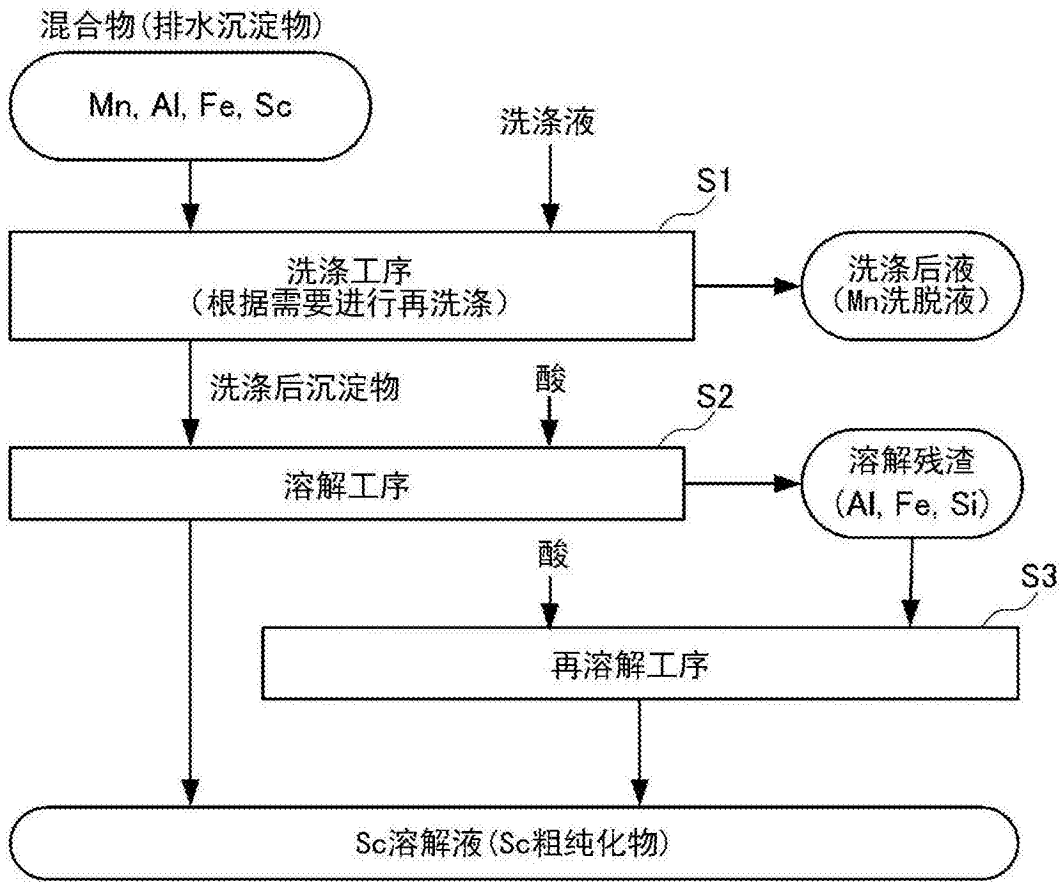 混合物(排水沉淀物)
Mn, Al, Fe, Sc
洗涤液
S1
洗涤工序
(根据需要进行再洗涤)
洗涤后液
(Mn洗脱液)
洗涤后沉淀物
酸
S2
溶解工序
溶解残渣
(Al, Fe, Si)
酸
S3
再溶解工序
Sc溶解液(Sc粗纯化物)